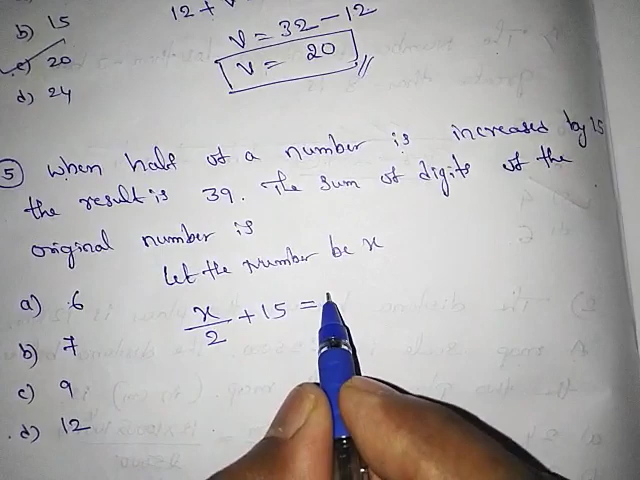 12 +
b) 15
V = 32 - 12
c) 20
V = 20 //
d) 24
5 When half of a number is increased by 15
the result is 39. The sum of digits of the
original number is
let the number be x
a) 6
x/2 + 15 =
b) 7
c) 9
d) 12